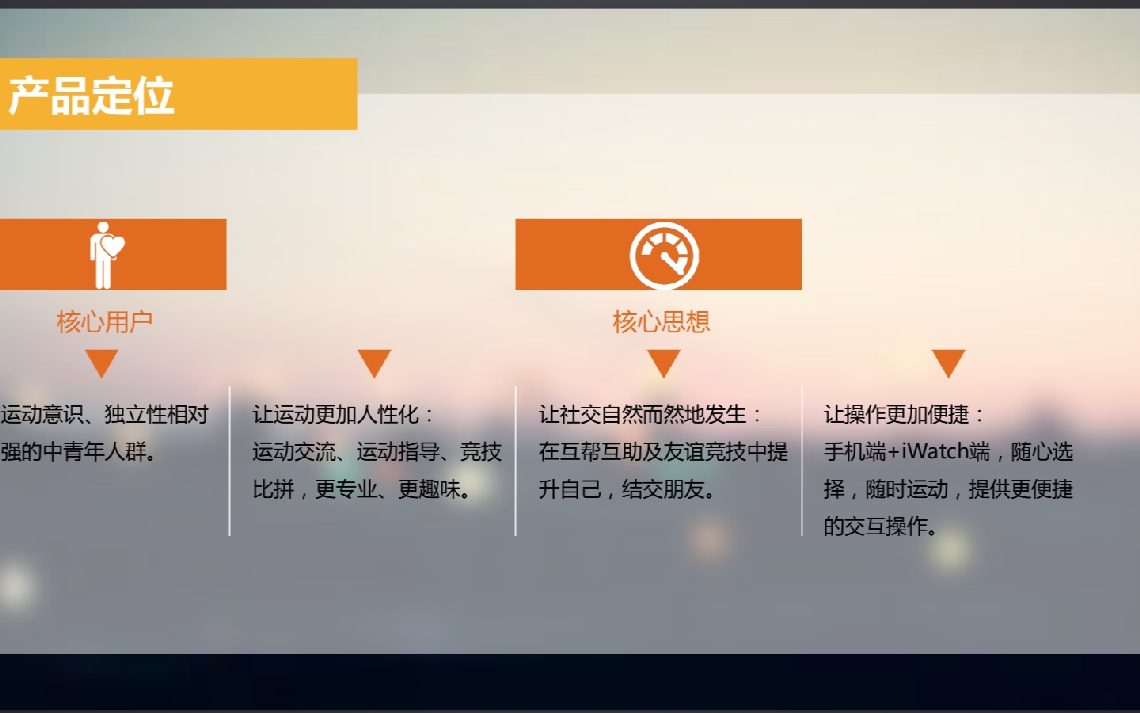 产品定位
核心用户
核心思想
运动意识、独立性相对
强的中青年人群。
让运动更加人性化：
运动交流、运动指导、竞技
比拼，更专业、更趣味。
让社交自然而然地发生：
在互帮互助及友谊竞技中提
升自己，结交朋友。
让操作更加便捷：
手机端+iWatch端，随心选
择，随时运动，提供更便捷
的交互操作。